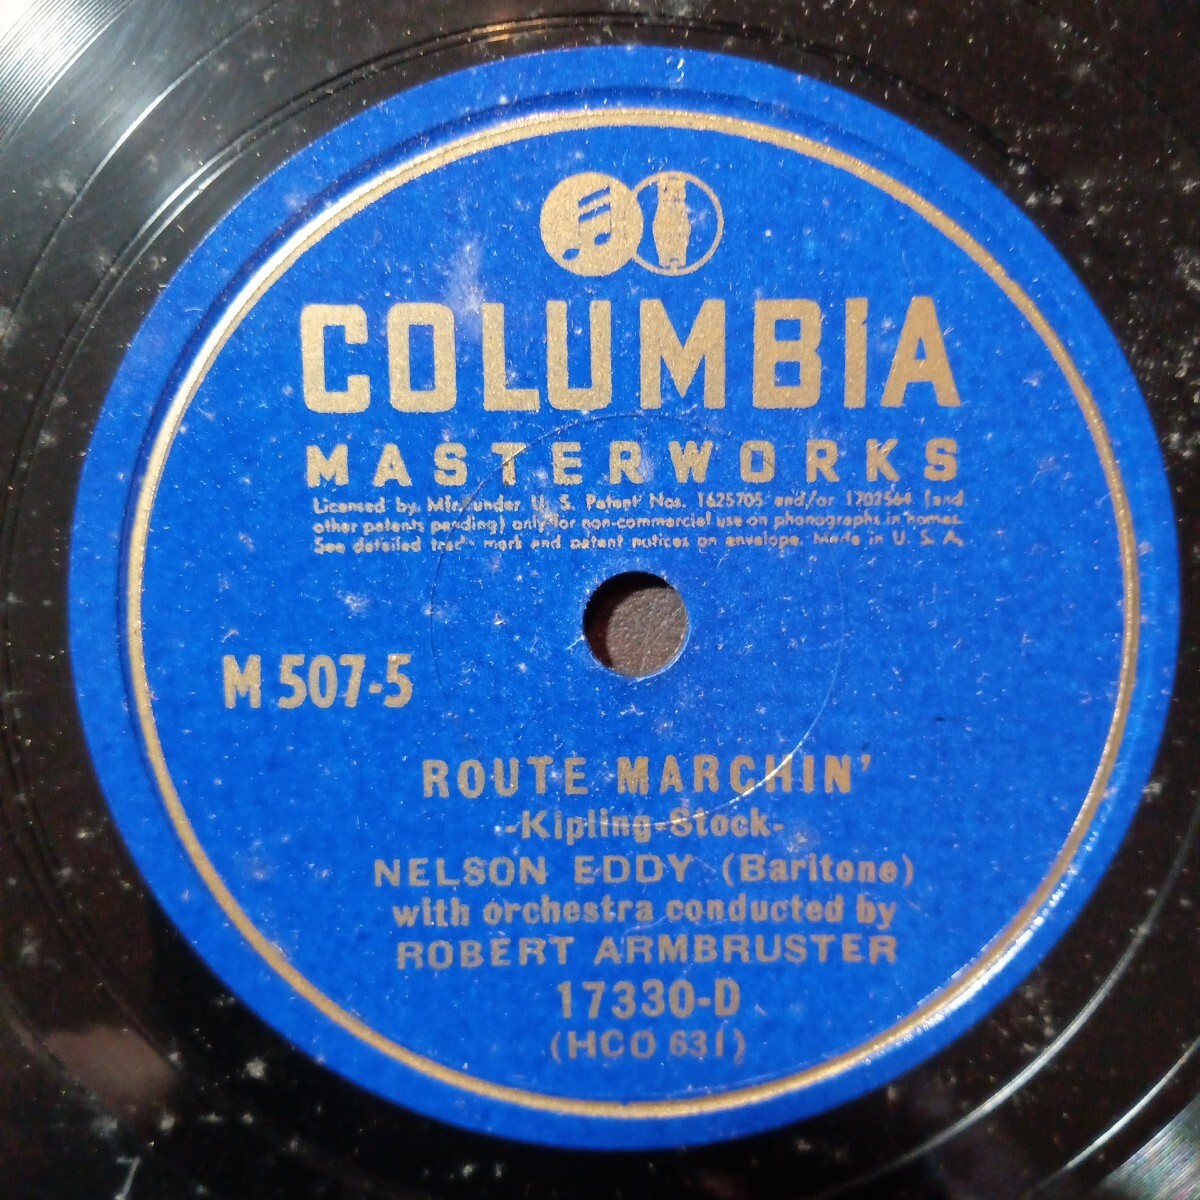 COLUMBIA
MASTERWORKS
Licensed by Mfr. under U. S. Patent Nos. 1625705 and/or 1702564 (and
other patents pending) only for non-commercial use on phonographs in homes.
See detailed trade mark and patent notices on envelope. Made in U. S. A.
M 507-5
ROUTE MARCHIN'
-Kipling-Stock-
NELSON EDDY (Baritone)
with orchestra conducted by
ROBERT ARMBRUSTER
17330-D
(HCO 631)